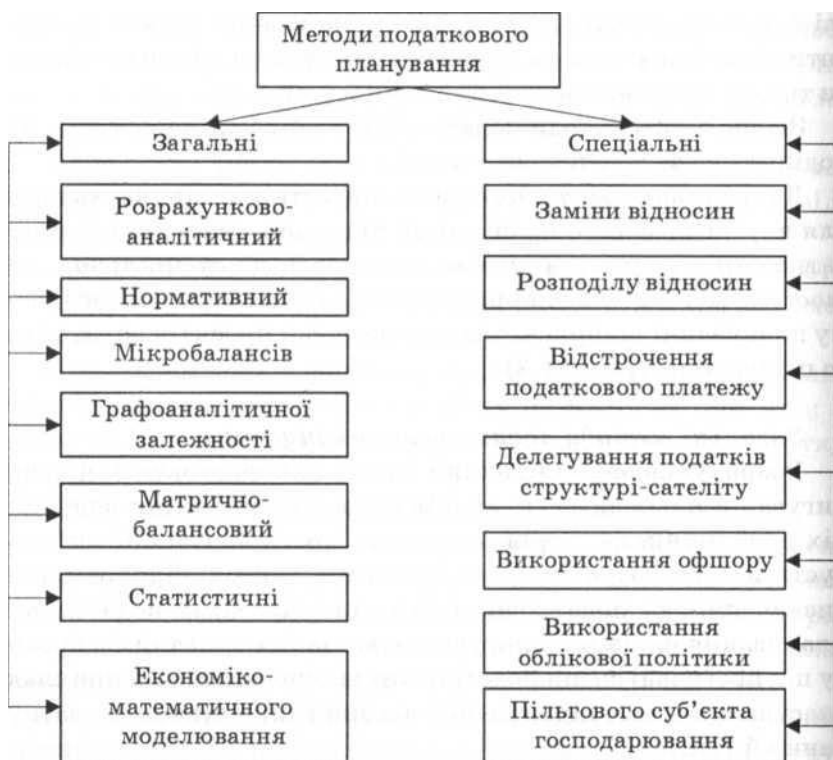 Методи податкового
планування
Загальні
Розрахунково-
аналітичний
Нормативний
Мікробалансів
Графоаналітичної
залежності
Матрично-
балансовий
Статистичні
Економіко-
математичного
моделювання
Спеціальні
Заміни відносин
Розподілу відносин
Відстрочення
податкового платежу
Делегування податків
структурі-сателіту
Використання офшору
Використання
облікової політики
Пільгового суб’єкта
господарювання